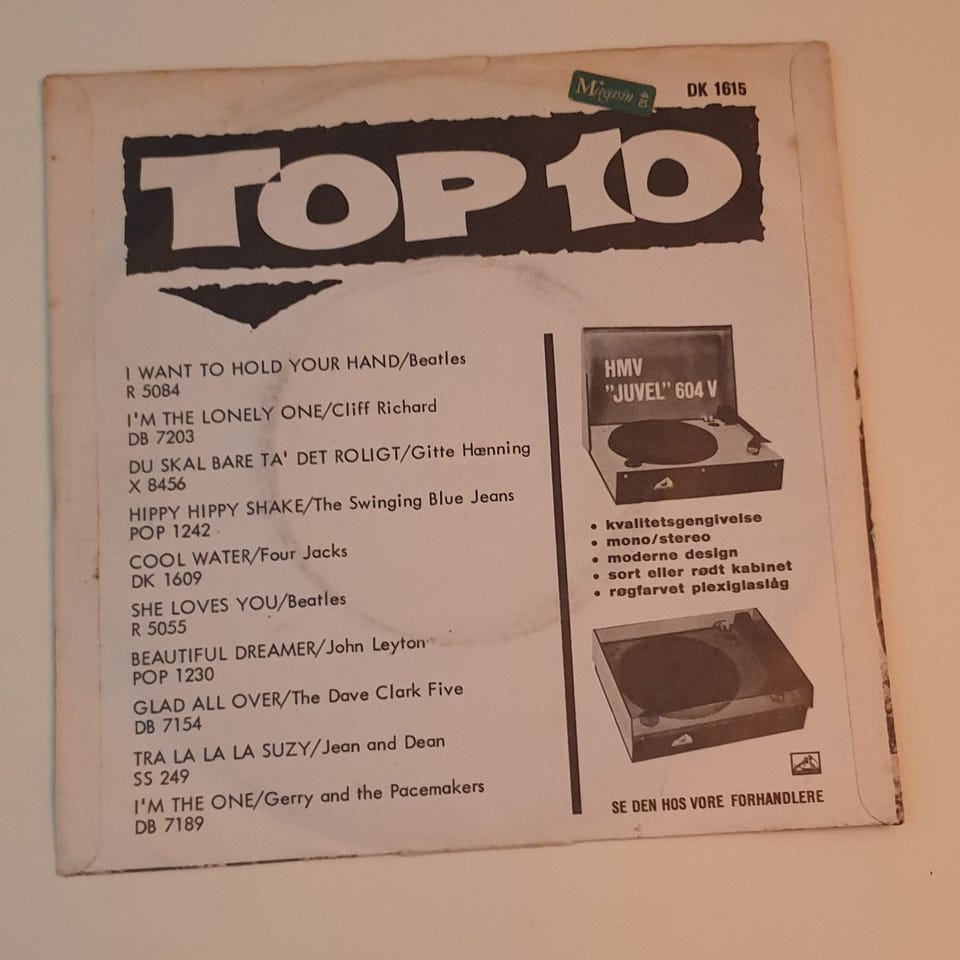 Magasin
DK 1615
TOP 10
I WANT TO HOLD YOUR HAND/Beatles
R 5084
I'M THE LONELY ONE/Cliff Richard
DB 7203
DU SKAL BARE TA' DET ROLIGT/Gitte Hænning
X 8456
HIPPY HIPPY SHAKE/The Swinging Blue Jeans
POP 1242
COOL WATER/Four Jacks
DK 1609
SHE LOVES YOU/Beatles
R 5055
BEAUTIFUL DREAMER/John Leyton
POP 1230
GLAD ALL OVER/The Dave Clark Five
DB 7154
TRA LA LA LA SUZY/Jean and Dean
SS 249
I'M THE ONE/Gerry and the Pacemakers
DB 7189
HMV
"JUVEL" 604 V
• kvalitetsgengivelse
• mono/stereo
• moderne design
• sort eller rødt kabinet
• røgfarvet plexiglaslåg
SE DEN HOS VORE FORHANDLERE